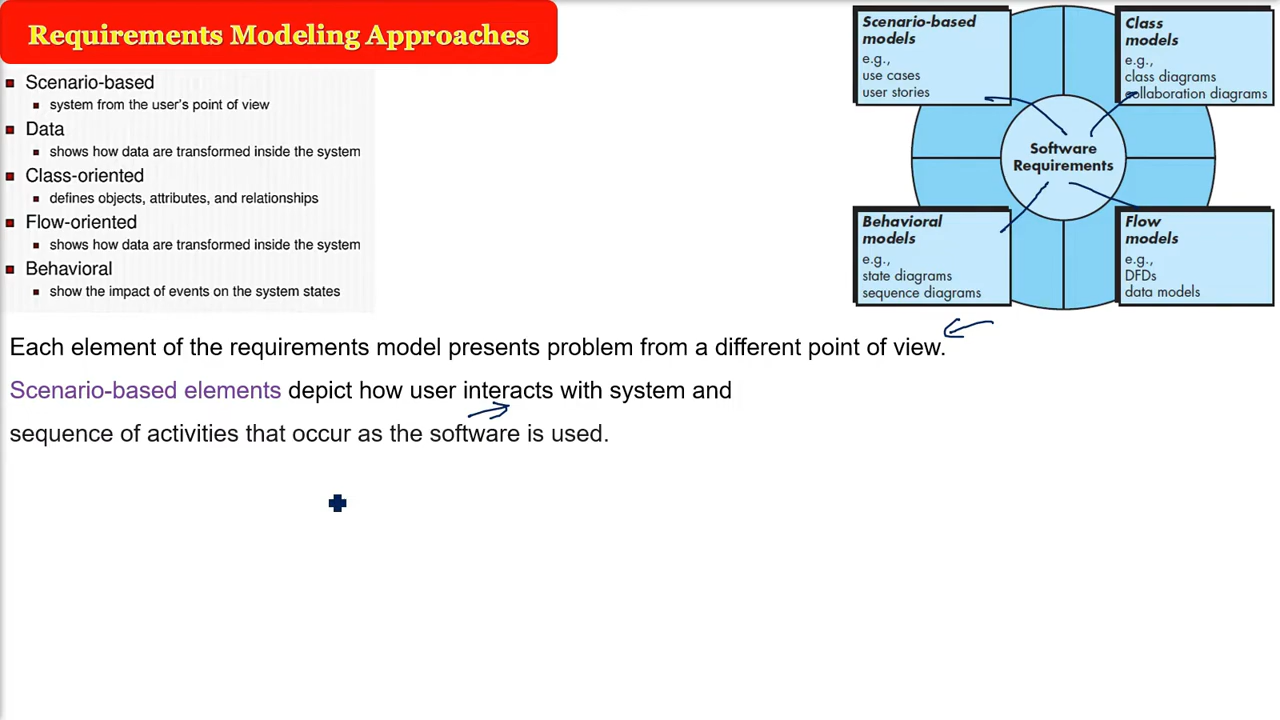 Requirements Modeling Approaches
Scenario-based
system from the user's point of view
Data
shows how data are transformed inside the system
Class-oriented
defines objects, attributes, and relationships
Flow-oriented
shows how data are transformed inside the system
Behavioral
show the impact of events on the system states
Scenario-based
models
e.g.,
use cases
user stories
Class
models
e.g.,
class diagrams
collaboration diagrams
Software
Requirements
Behavioral
models
e.g.,
state diagrams
sequence diagrams
Flow
models
e.g.,
DFDs
data models
Each element of the requirements model presents problem from a different point of view.
Scenario-based elements depict how user interacts with system and
sequence of activities that occur as the software is used.